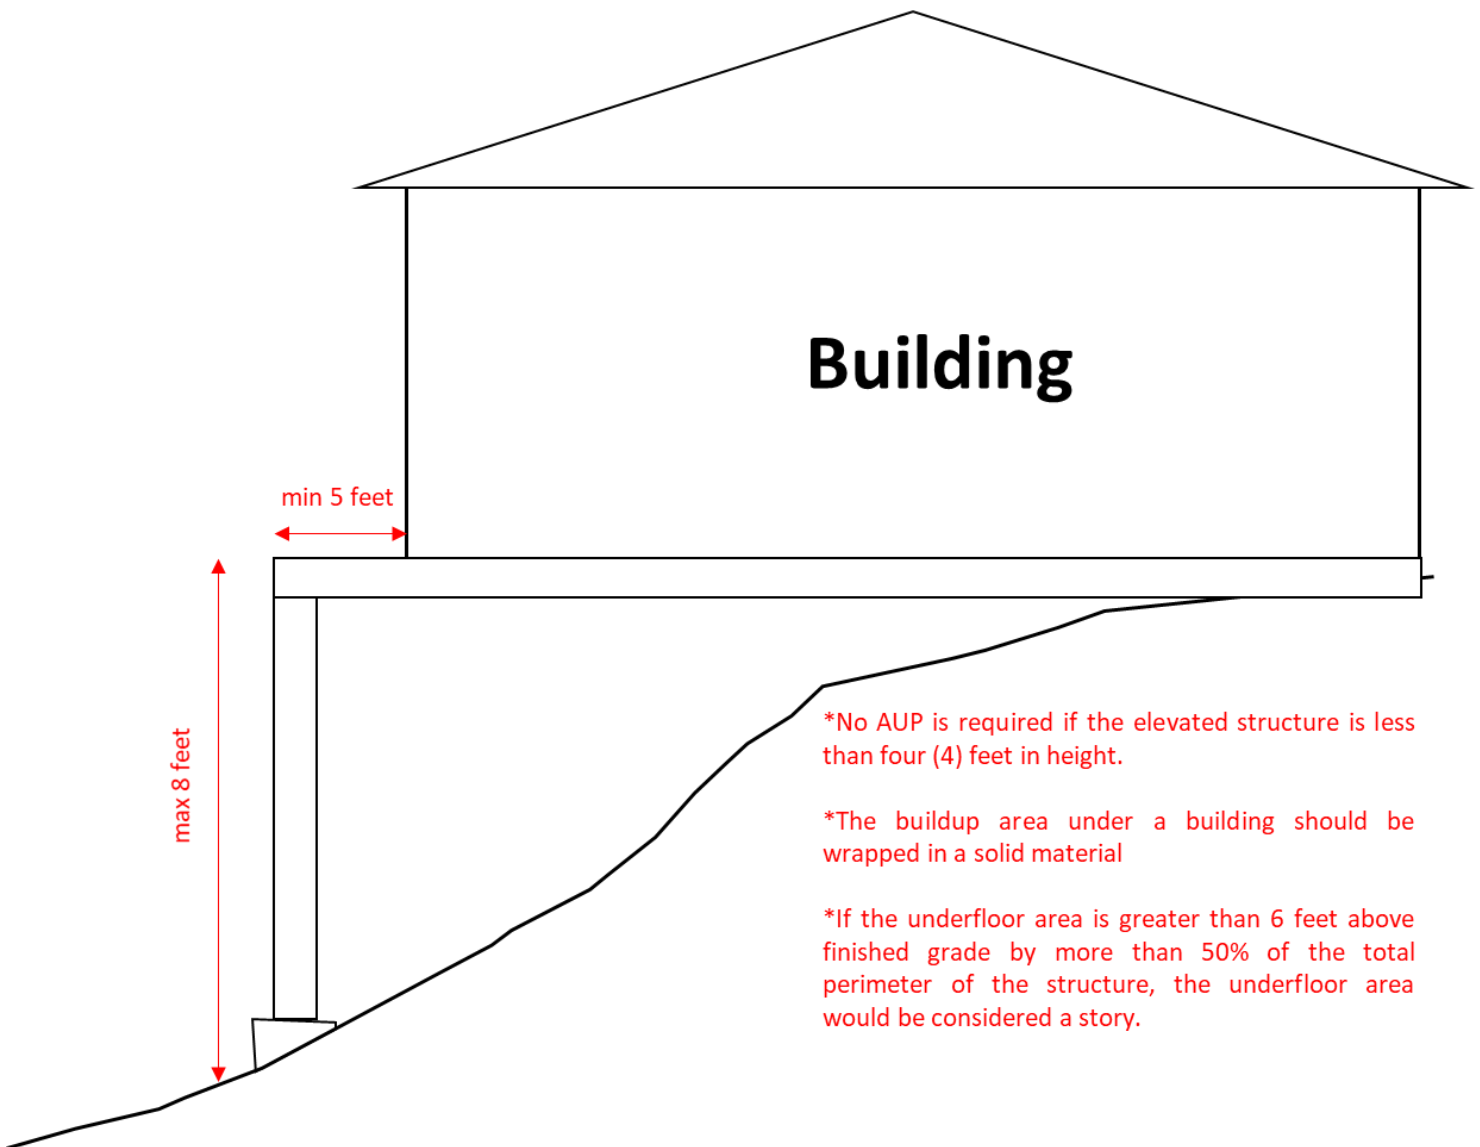 Building
min 5 feet
max 8 feet
*No AUP is required if the elevated structure is less
than four (4) feet in height.
*The buildup area under a building should be
wrapped in a solid material
*If the underfloor area is greater than 6 feet above
finished grade by more than 50% of the total
perimeter of the structure, the underfloor area
would be considered a story.